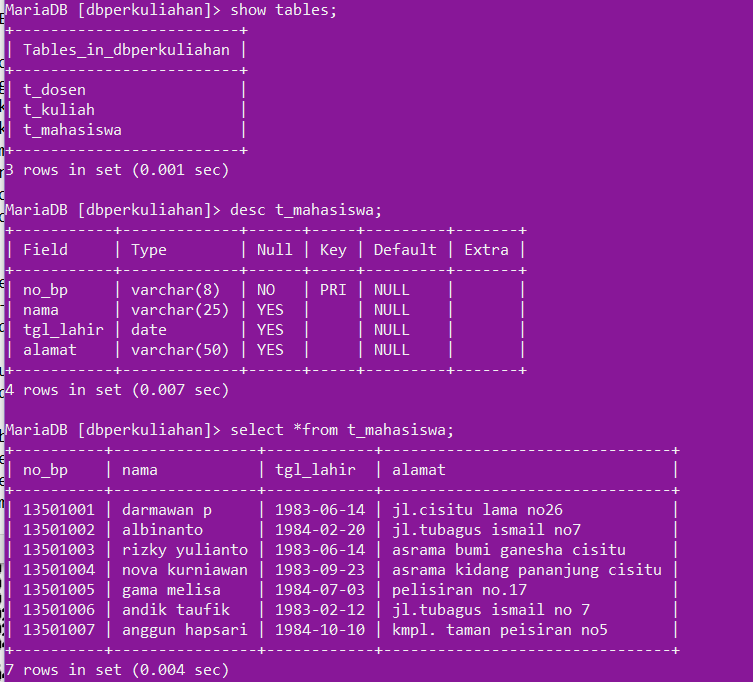 MariaDB [dbperkuliahan]> show tables;
+--------------------------+
| Tables_in_dbperkuliahan |
+--------------------------+
| t_dosen |
| t_kuliah |
| t_mahasiswa |
+--------------------------+
3 rows in set (0.001 sec)
MariaDB [dbperkuliahan]> desc t_mahasiswa;
+-----------+-------------+------+-----+---------+-------+
| Field | Type | Null | Key | Default | Extra |
+-----------+-------------+------+-----+---------+-------+
| no_bp | varchar(8) | NO | PRI | NULL | |
| nama | varchar(25) | YES | | NULL | |
| tgl_lahir | date | YES | | NULL | |
| alamat | varchar(50) | YES | | NULL | |
+-----------+-------------+------+-----+---------+-------+
4 rows in set (0.007 sec)
MariaDB [dbperkuliahan]> select *from t_mahasiswa;
+----------+----------------+------------+--------------------------------+
| no_bp | nama | tgl_lahir | alamat |
+----------+----------------+------------+--------------------------------+
| 13501001 | darmawan p | 1983-06-14 | jl.cisitu lama no26 |
| 13501002 | albinanto | 1984-02-20 | jl.tubagus ismail no7 |
| 13501003 | rizky yulianto | 1983-06-14 | asrama bumi ganesha cisitu |
| 13501004 | nova kurniawan | 1983-09-23 | asrama kidang pananjung cisitu |
| 13501005 | gama melisa | 1984-07-03 | pelisiran no.17 |
| 13501006 | andik taufik | 1983-02-12 | jl.tubagus ismail no 7 |
| 13501007 | anggun hapsari | 1984-10-10 | kmpl. taman peisiran no5 |
+----------+----------------+------------+--------------------------------+
7 rows in set (0.004 sec)